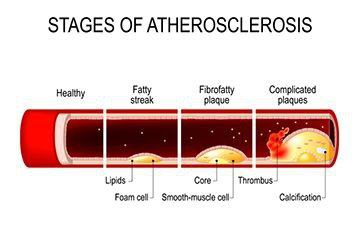 STAGES OF ATHEROSCLEROSIS
Healthy
Fatty
streak
Fibrofatty
plaque
Complicated
plaques
Lipids
Foam cell
Core
Smooth-muscle cell
Thrombus
Calcification